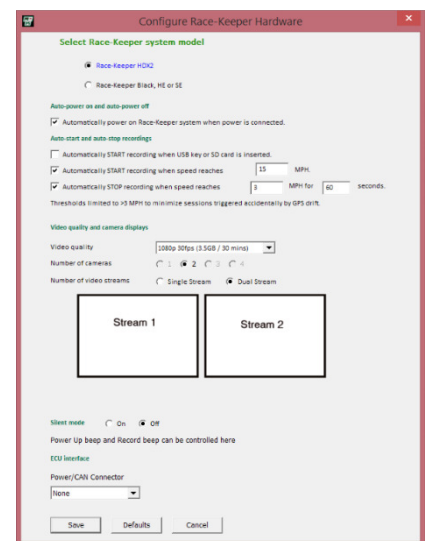 Configure Race-Keeper Hardware
Select Race-Keeper system model
Race-Keeper HDX2
Race-Keeper Black, HE or SE
Auto-power on and auto-power off
Automatically power on Race-Keeper system when power is connected.
Auto-start and auto-stop recordings
Automatically START recording when USB key or SD card is inserted.
Automatically START recording when speed reaches 15 MPH.
Automatically STOP recording when speed reaches 3 MPH for 60 seconds.
Thresholds limited to >3 MPH to minimize sessions triggered accidentally by GPS drift.
Video quality and camera displays
Video quality 1080p 30fps (3.5GB / 30 mins)
Number of cameras 1 2 3 4
Number of video streams Single Stream Dual Stream
Stream 1 Stream 2
Silent mode On Off
Power Up beep and Record beep can be controlled here
ECU interface
Power/CAN Connector
None
Save Defaults Cancel